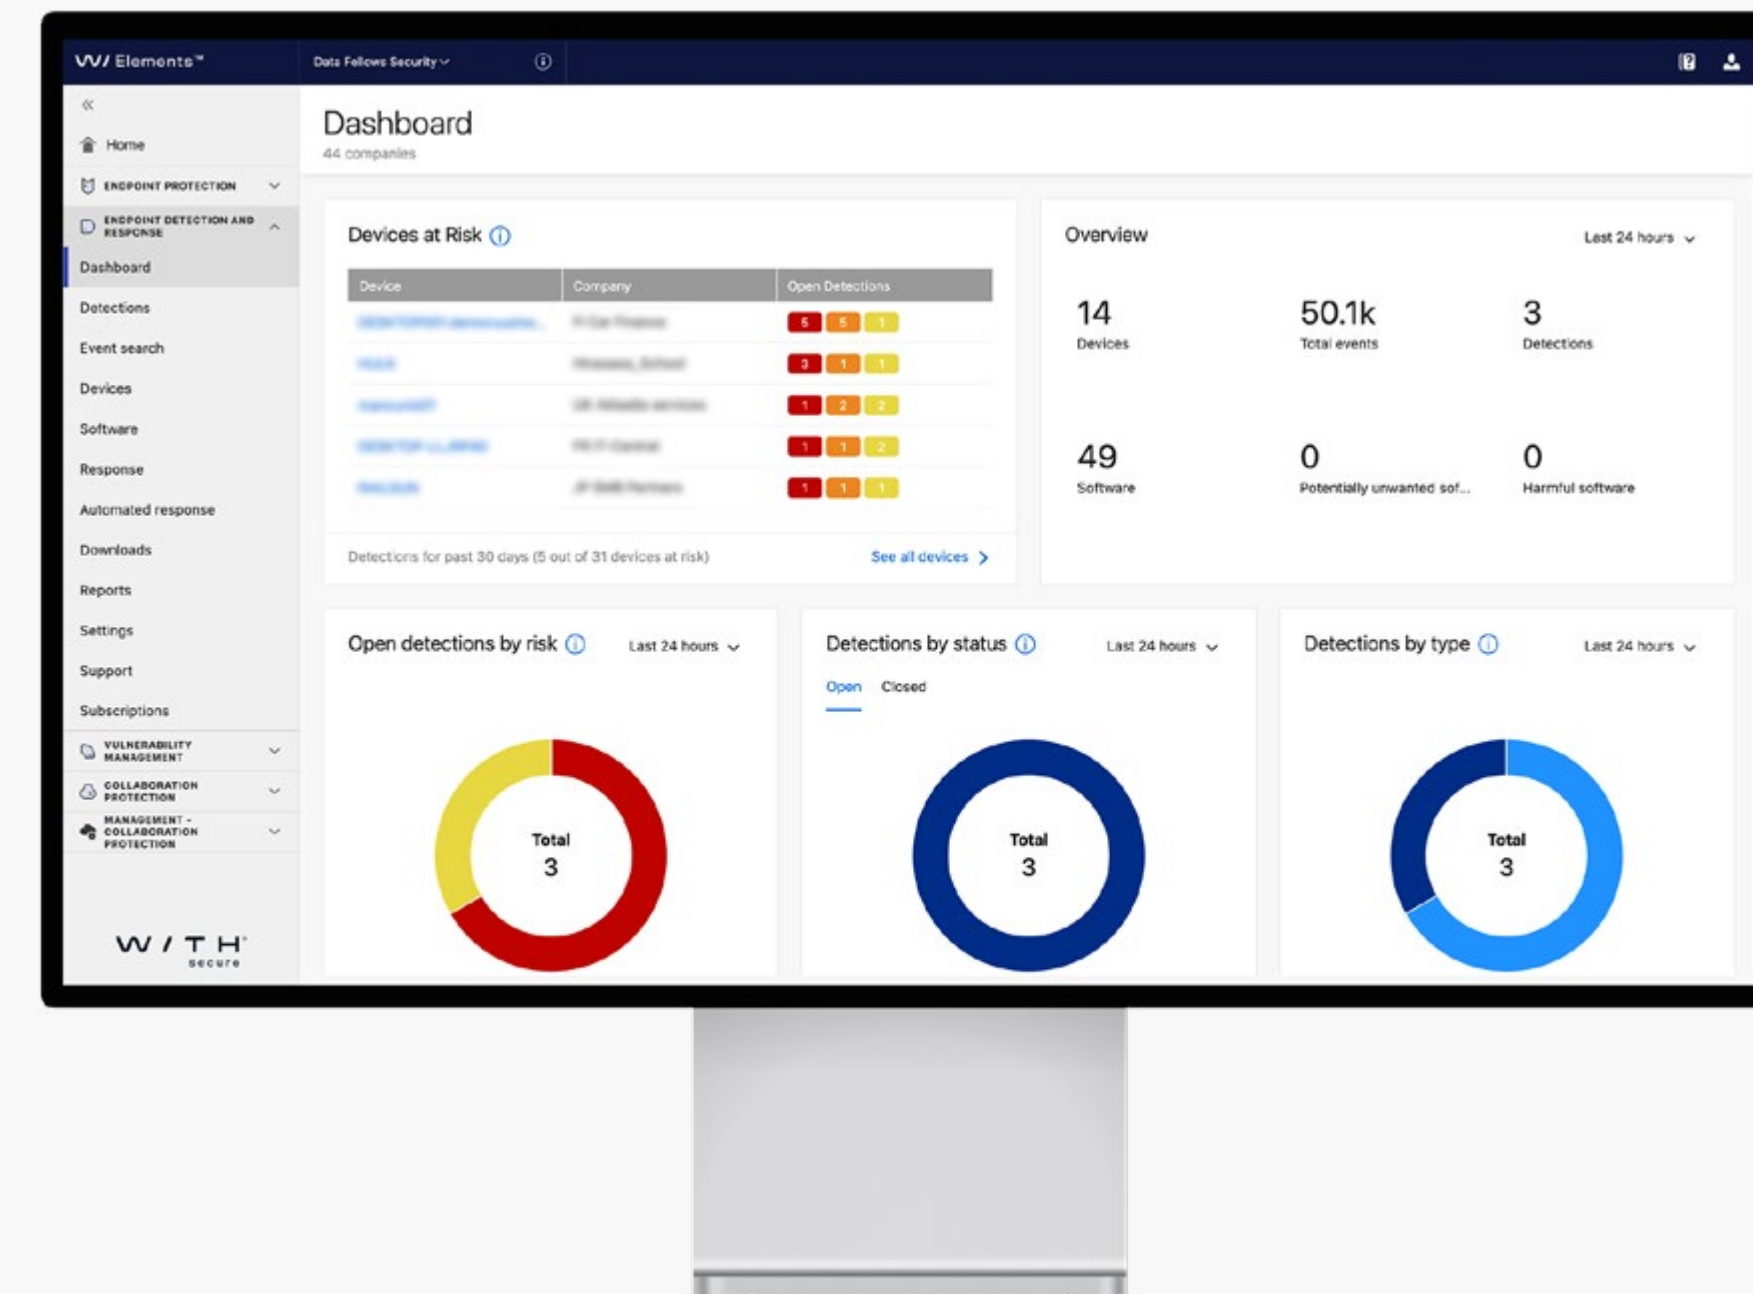 W/ Elements™
Data Fellows Security
Home
ENDPOINT PROTECTION
ENDPOINT DETECTION AND
RESPONSE
Dashboard
Detections
Event search
Devices
Software
Response
Automated response
Downloads
Reports
Settings
Support
Subscriptions
VULNERABILITY
MANAGEMENT
COLLABORATION
PROTECTION
MANAGEMENT -
COLLABORATION
PROTECTION
W / T H
secure
Dashboard
44 companies
Devices at Risk
Device Company Open Detections
5 5 1
3 1 1
1 2 2
1 1 2
1 1 1
Detections for past 30 days (5 out of 31 devices at risk) See all devices
Overview Last 24 hours
14 50.1k 3
Devices Total events Detections
49 0 0
Software Potentially unwanted sof... Harmful software
Open detections by risk Last 24 hours
Total
3
Detections by status Last 24 hours
Open Closed
Total
3
Detections by type Last 24 hours
Total
3